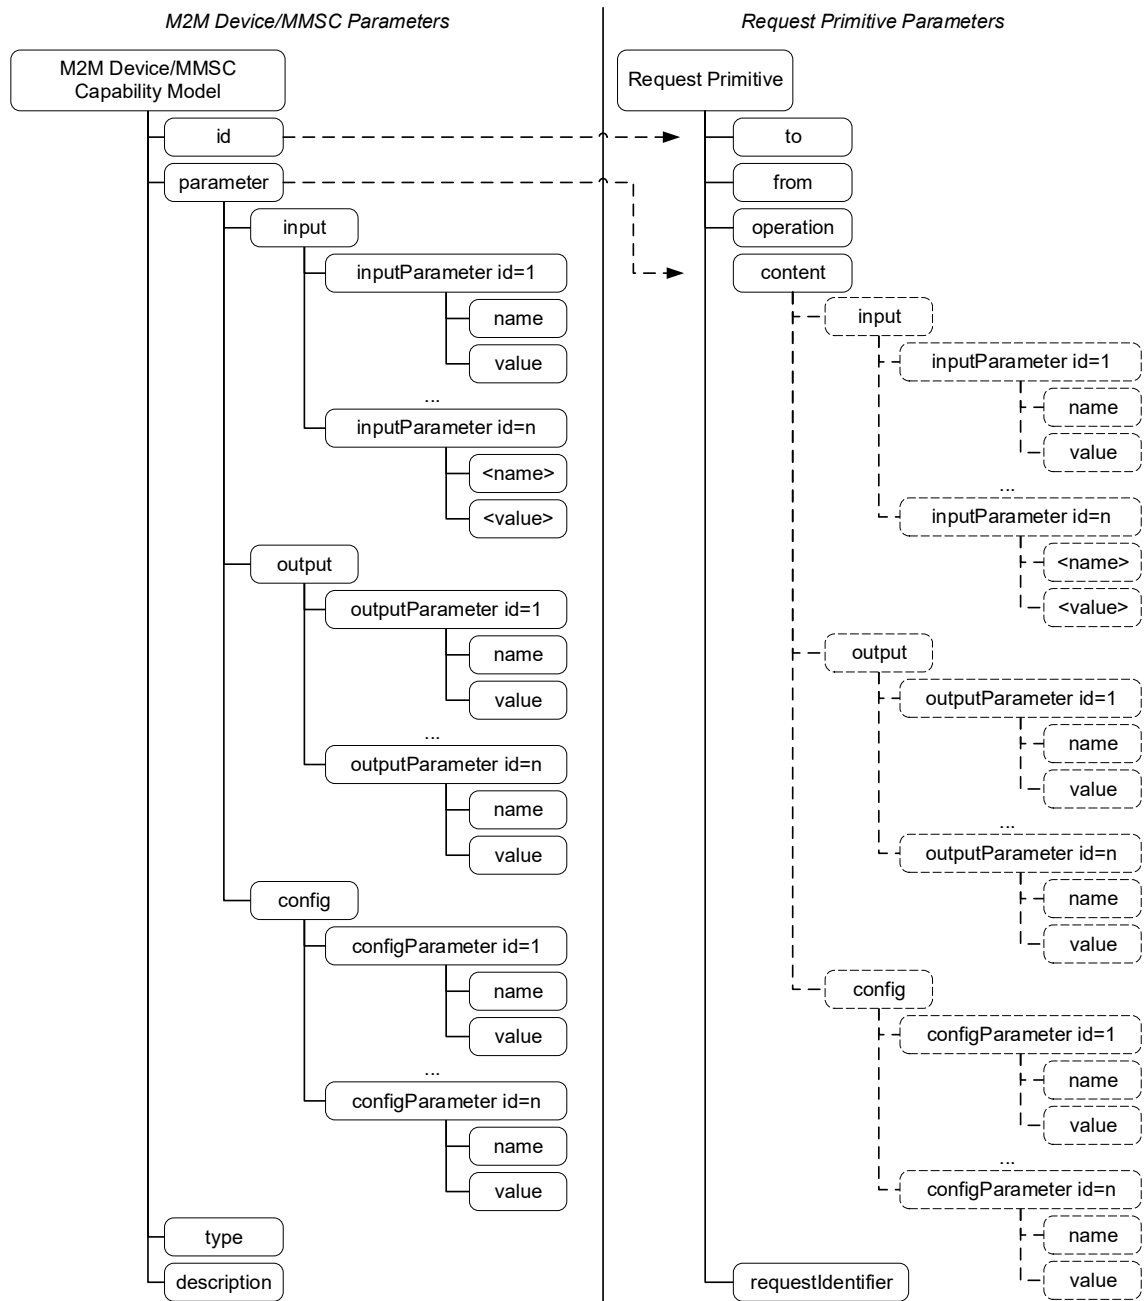 M2M Device/MMSC Parameters
M2M Device/MMSC
Capability Model
id
parameter
input
inputParameter id=1
name
value
...
inputParameter id=n
<name>
<value>
output
outputParameter id=1
name
value
...
outputParameter id=n
name
value
config
configParameter id=1
name
value
...
configParameter id=n
name
value
type
description
Request Primitive Parameters
Request Primitive
to
from
operation
content
input
inputParameter id=1
name
value
...
inputParameter id=n
<name>
<value>
output
outputParameter id=1
name
value
...
outputParameter id=n
name
value
config
configParameter id=1
name
value
...
configParameter id=n
name
value
requestIdentifier